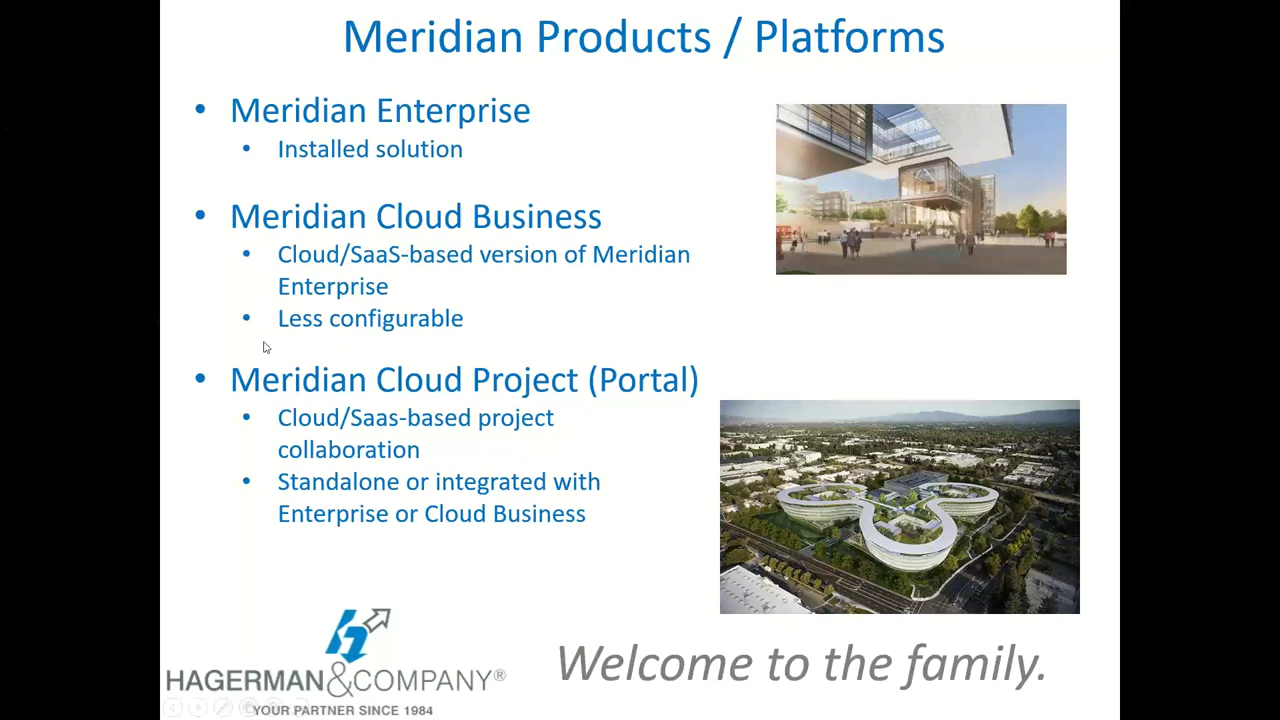 Meridian Products / Platforms
• Meridian Enterprise
• Installed solution
• Meridian Cloud Business
• Cloud/SaaS-based version of Meridian
Enterprise
• Less configurable
• Meridian Cloud Project (Portal)
• Cloud/Saas-based project
collaboration
• Standalone or integrated with
Enterprise or Cloud Business
HAGERMAN&COMPANY®
YOUR PARTNER SINCE 1984
Welcome to the family.